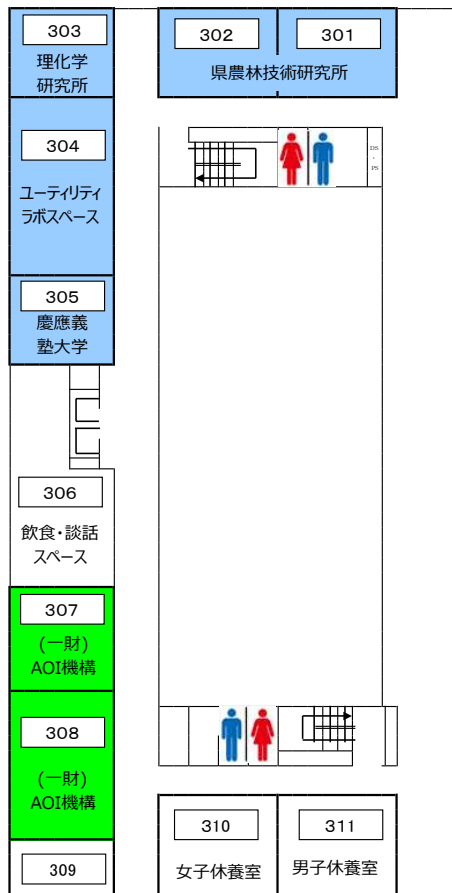 303
理化学
研究所
302
301
県農林技術研究所
304
ユーティリティ
ラボスペース
DS
・
PS
305
慶應義
塾大学
306
飲食・談話
スペース
307
(一財)
AOI機構
308
(一財)
AOI機構
309
310
女子休養室
311
男子休養室